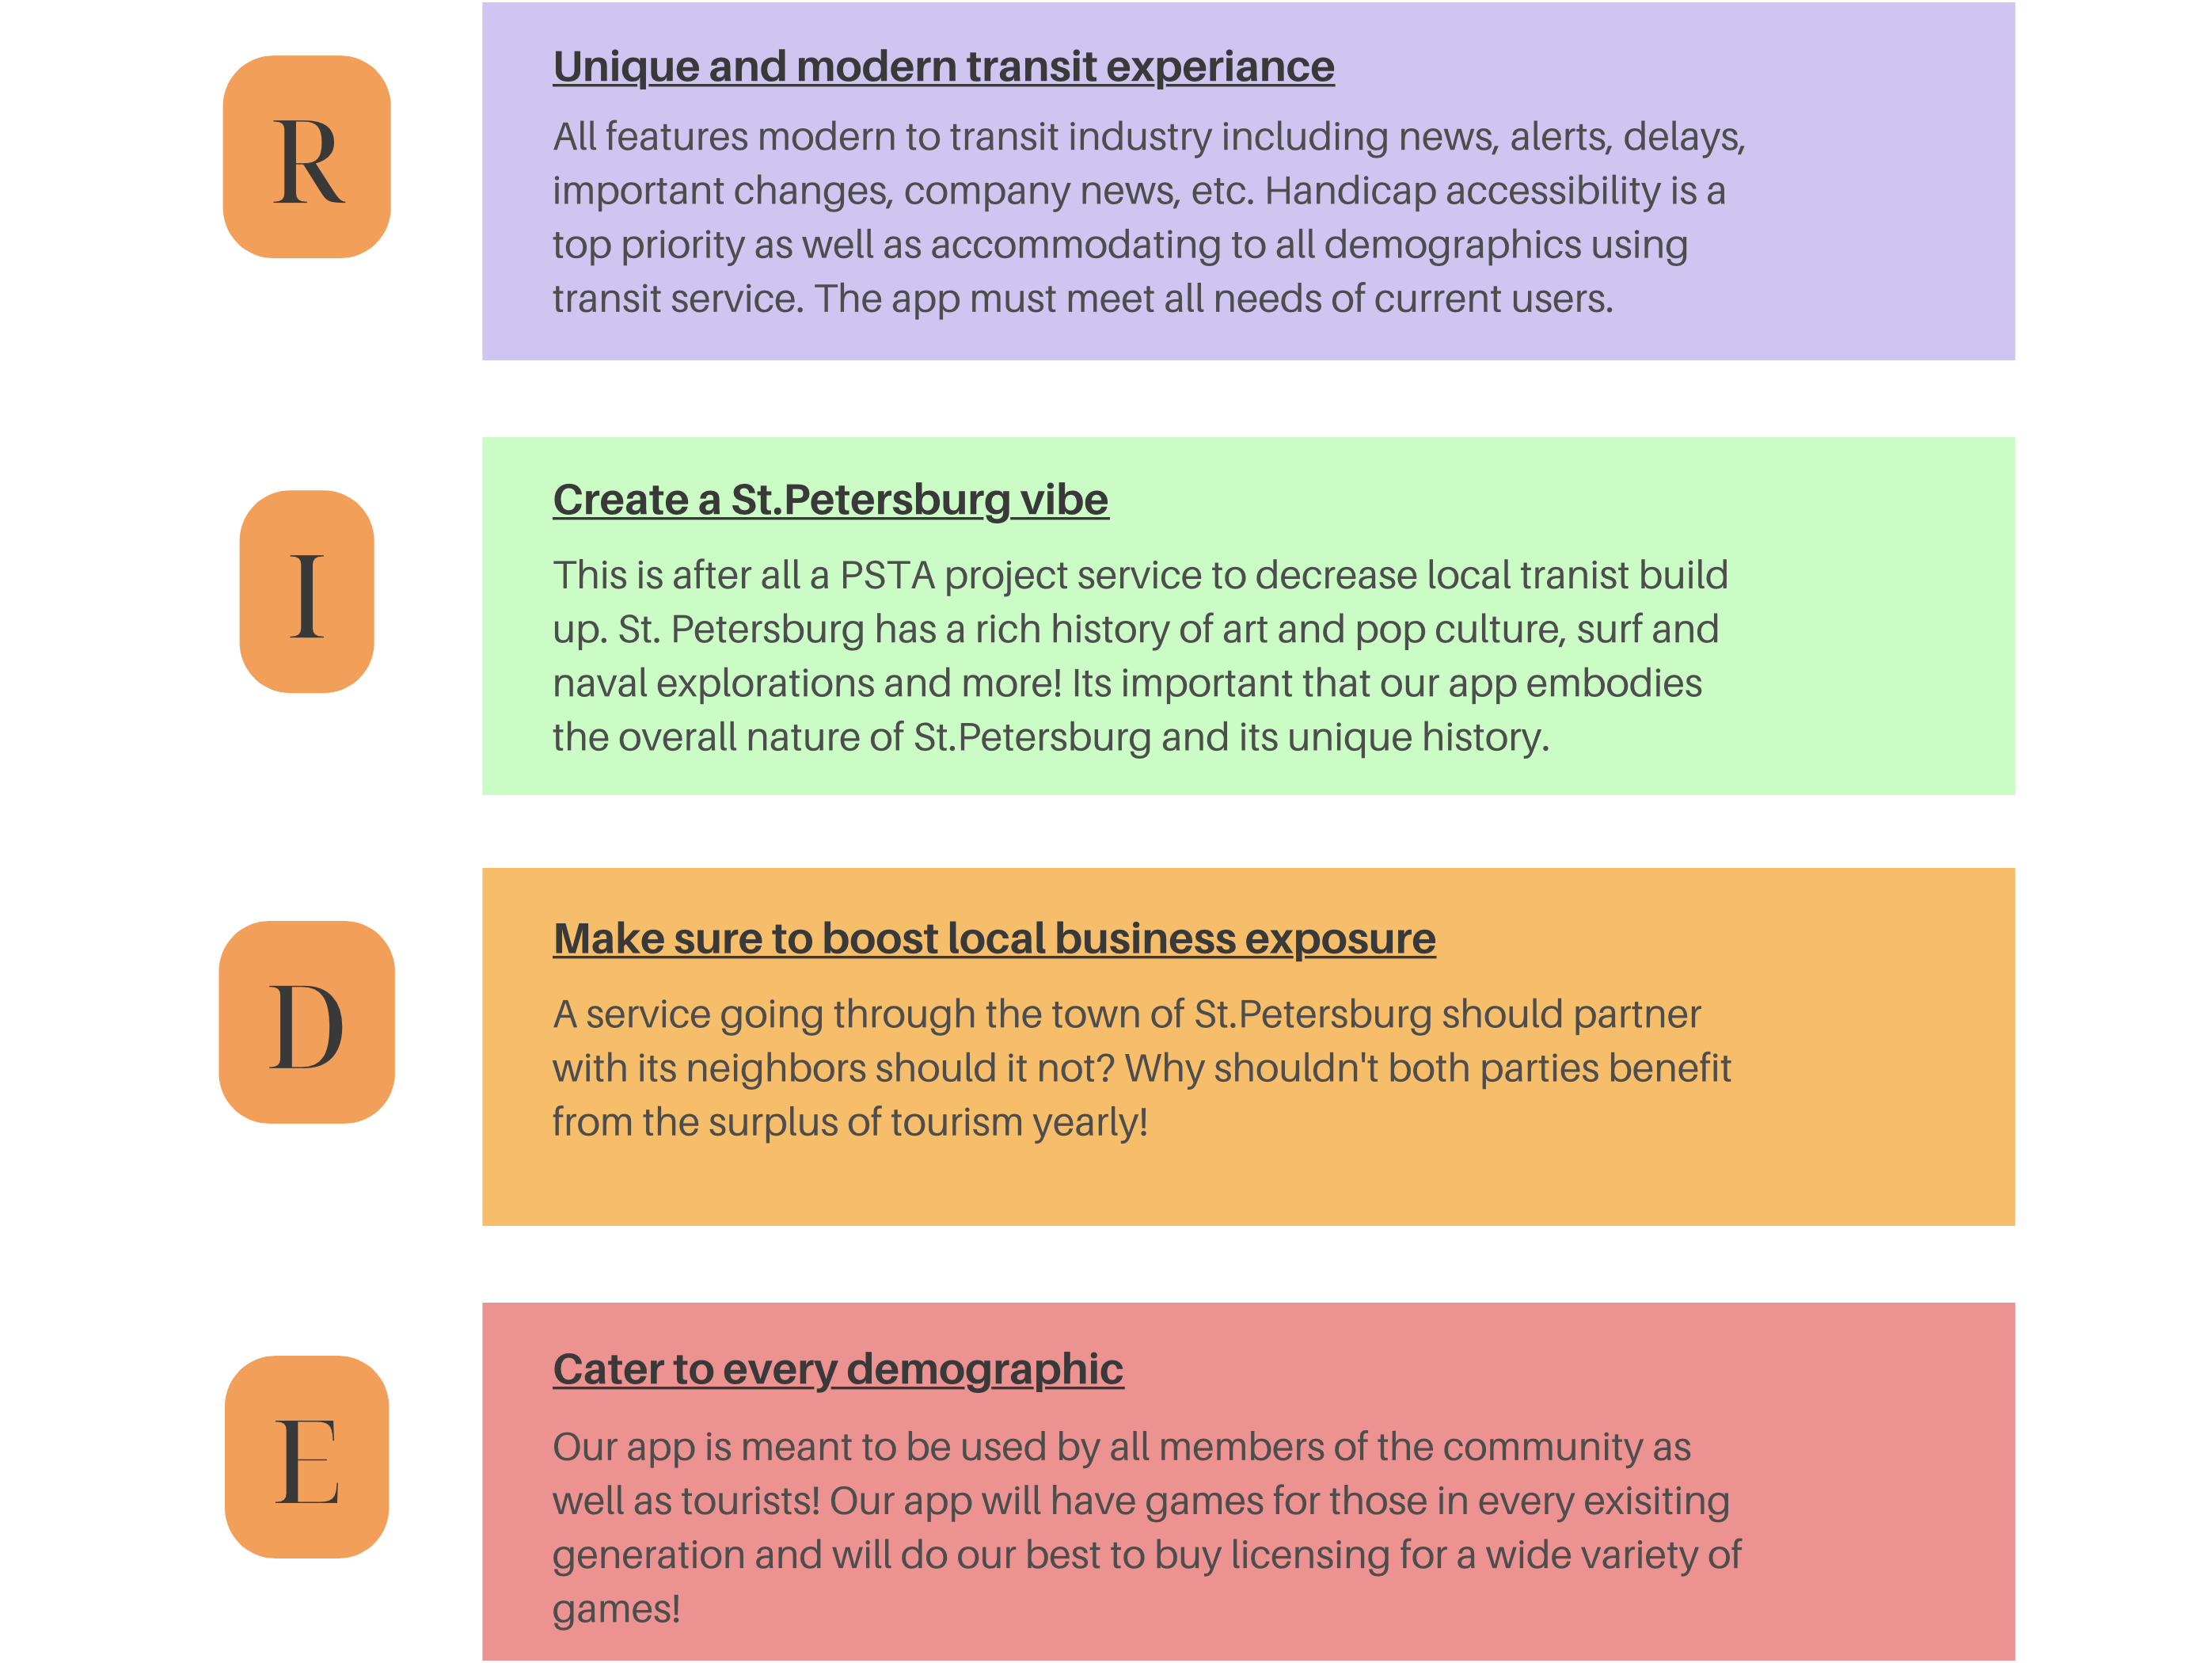 R
Unique and modern transit experiance
All features modern to transit industry including news, alerts, delays,
important changes, company news, etc. Handicap accessibility is a
top priority as well as accommodating to all demographics using
transit service. The app must meet all needs of current users.
I
Create a St.Petersburg vibe
This is after all a PSTA project service to decrease local tranist build
up. St. Petersburg has a rich history of art and pop culture, surf and
naval explorations and more! Its important that our app embodies
the overall nature of St.Petersburg and its unique history.
D
Make sure to boost local business exposure
A service going through the town of St.Petersburg should partner
with its neighbors should it not? Why shouldn't both parties benefit
from the surplus of tourism yearly!
E
Cater to every demographic
Our app is meant to be used by all members of the community as
well as tourists! Our app will have games for those in every exisiting
generation and will do our best to buy licensing for a wide variety of
games!